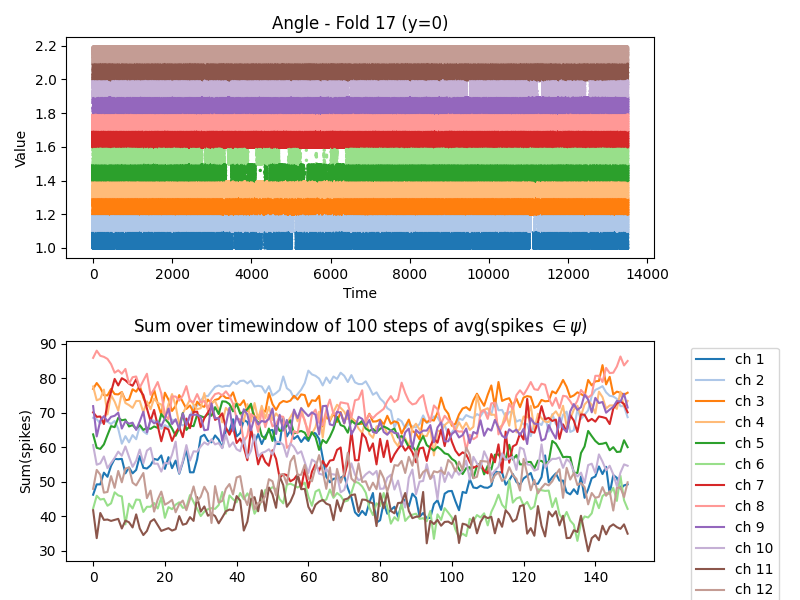 Angle - Fold 17 (y=0)
Value
2.2
2.0
1.8
1.6
1.4
1.2
1.0
0 2000 4000 6000 8000 10000 12000 14000
Time
Sum over timewindow of 100 steps of avg(spikes ∈ ψ)
Sum(spikes)
90
80
70
60
50
40
30
0 20 40 60 80 100 120 140
ch 1
ch 2
ch 3
ch 4
ch 5
ch 6
ch 7
ch 8
ch 9
ch 10
ch 11
ch 12